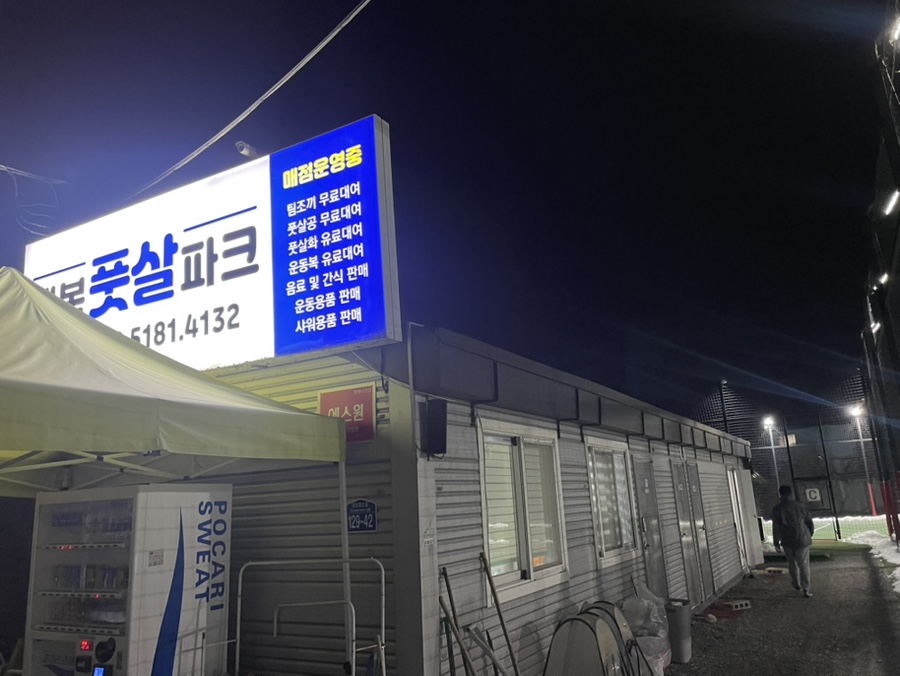 풋살파크
5181.4132
매점운영중
팀조끼 무료대여
풋살공 무료대여
풋살화 유료대여
운동복 유료대여
음료 및 간식 판매
운동용품 판매
샤워용품 판매
에스원
129-42
POCARI
SWEAT
C